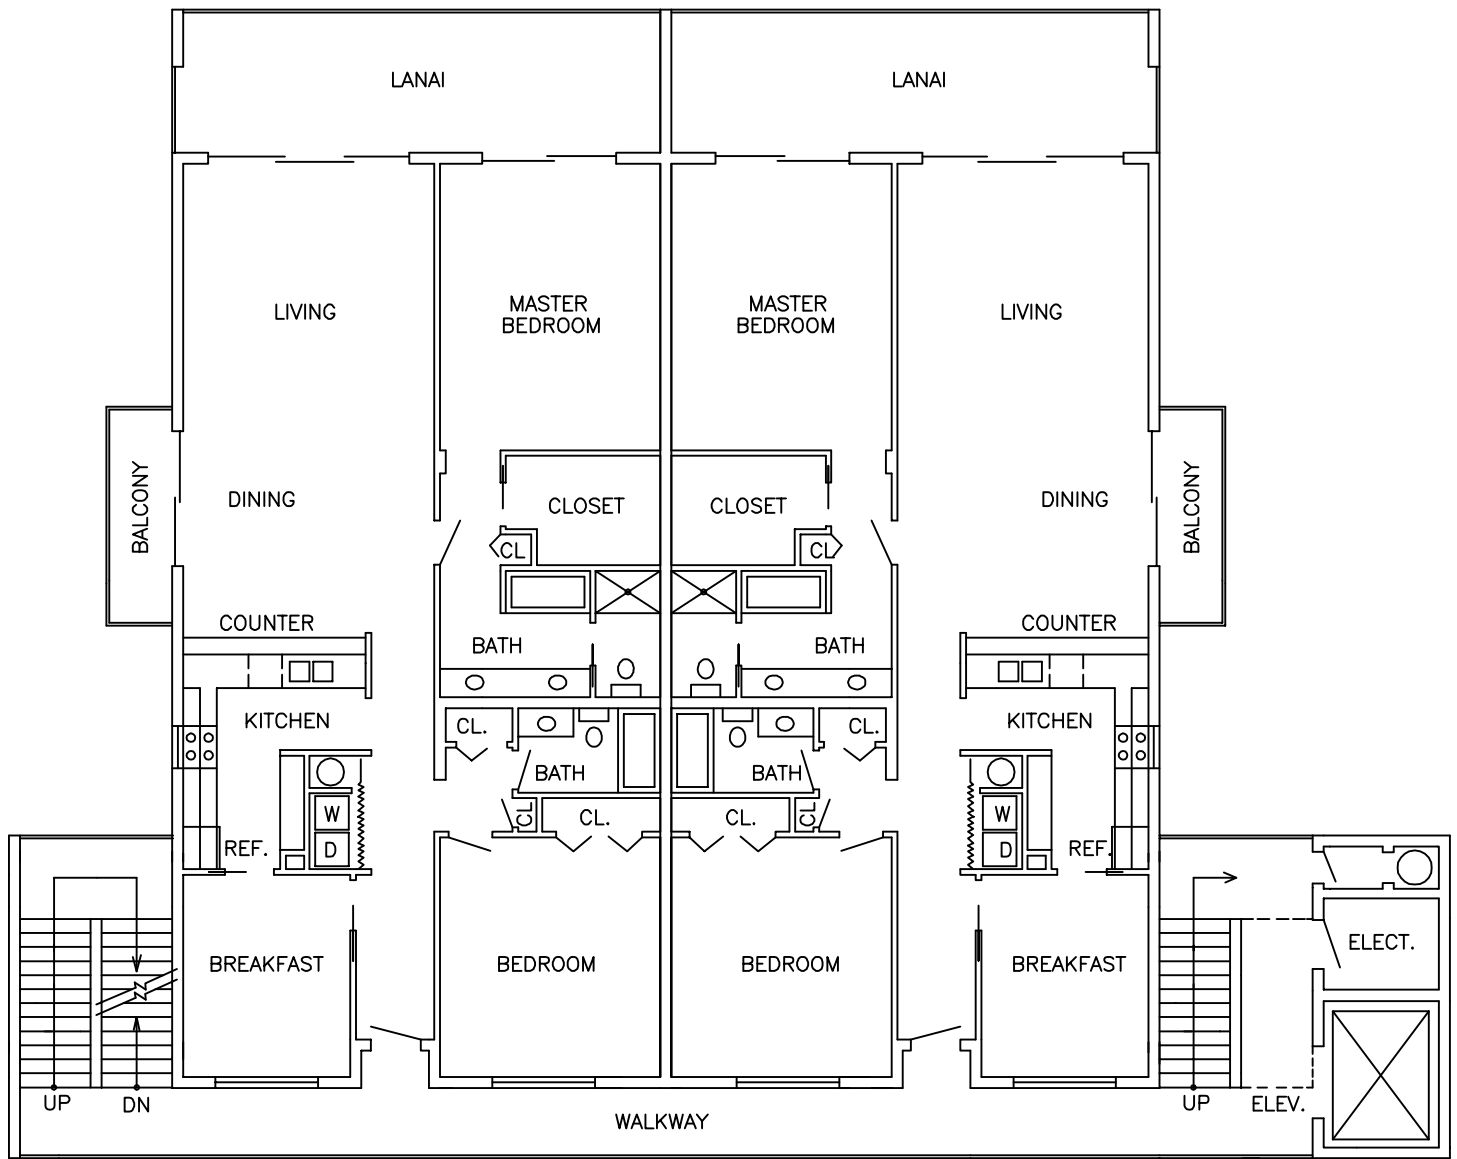 LANAI
LANAI
LIVING
MASTER
BEDROOM
MASTER
BEDROOM
LIVING
BALCONY
DINING
CLOSET
CLOSET
DINING
BALCONY
CL
CL
COUNTER
BATH
BATH
COUNTER
KITCHEN
CL.
CL.
KITCHEN
BATH
BATH
W
CL
CL.
CL.
CL
W
REF.
D
D
REF.
BREAKFAST
BEDROOM
BEDROOM
BREAKFAST
ELECT.
UP
DN
UP
ELEV.
WALKWAY